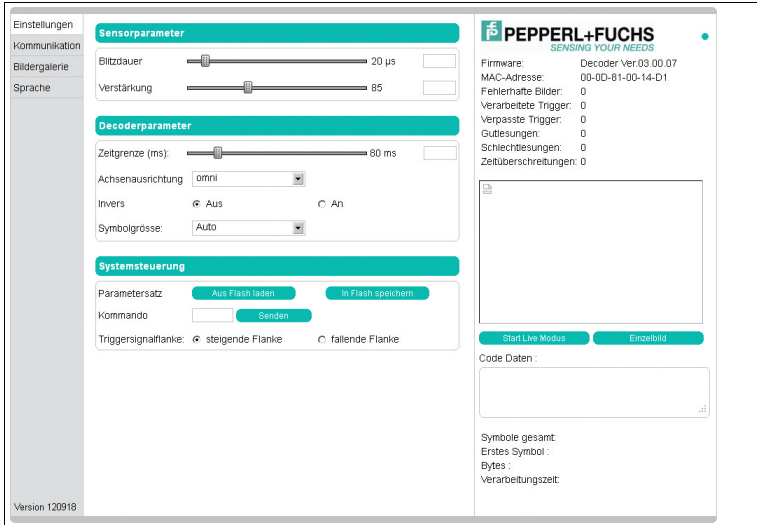 Einstellungen
Kommunikation
Bildergalerie
Sprache
Version 120918
Sensorparameter
Blitzdauer 20 µs
Verstärkung 85
Decoderparameter
Zeitgrenze (ms): 80 ms
Achsenausrichtung omni
Invers Aus An
Symbolgrösse: Auto
Systemsteuerung
Parametersatz Aus Flash laden In Flash speichern
Kommando Senden
Triggersignalflanke: steigende Flanke fallende Flanke
PEPPERL+FUCHS
SENSING YOUR NEEDS
Firmware: Decoder Ver.03.00.07
MAC-Adresse: 00-0D-81-00-14-D1
Fehlerhafte Bilder: 0
Verarbeitete Trigger: 0
Verpasste Trigger: 0
Gutlesungen: 0
Schlechtlesungen: 0
Zeitüberschreitungen: 0
Start Live Modus Einzelbild
Code Daten :
Symbole gesamt:
Erstes Symbol :
Bytes :
Verarbeitungszeit: